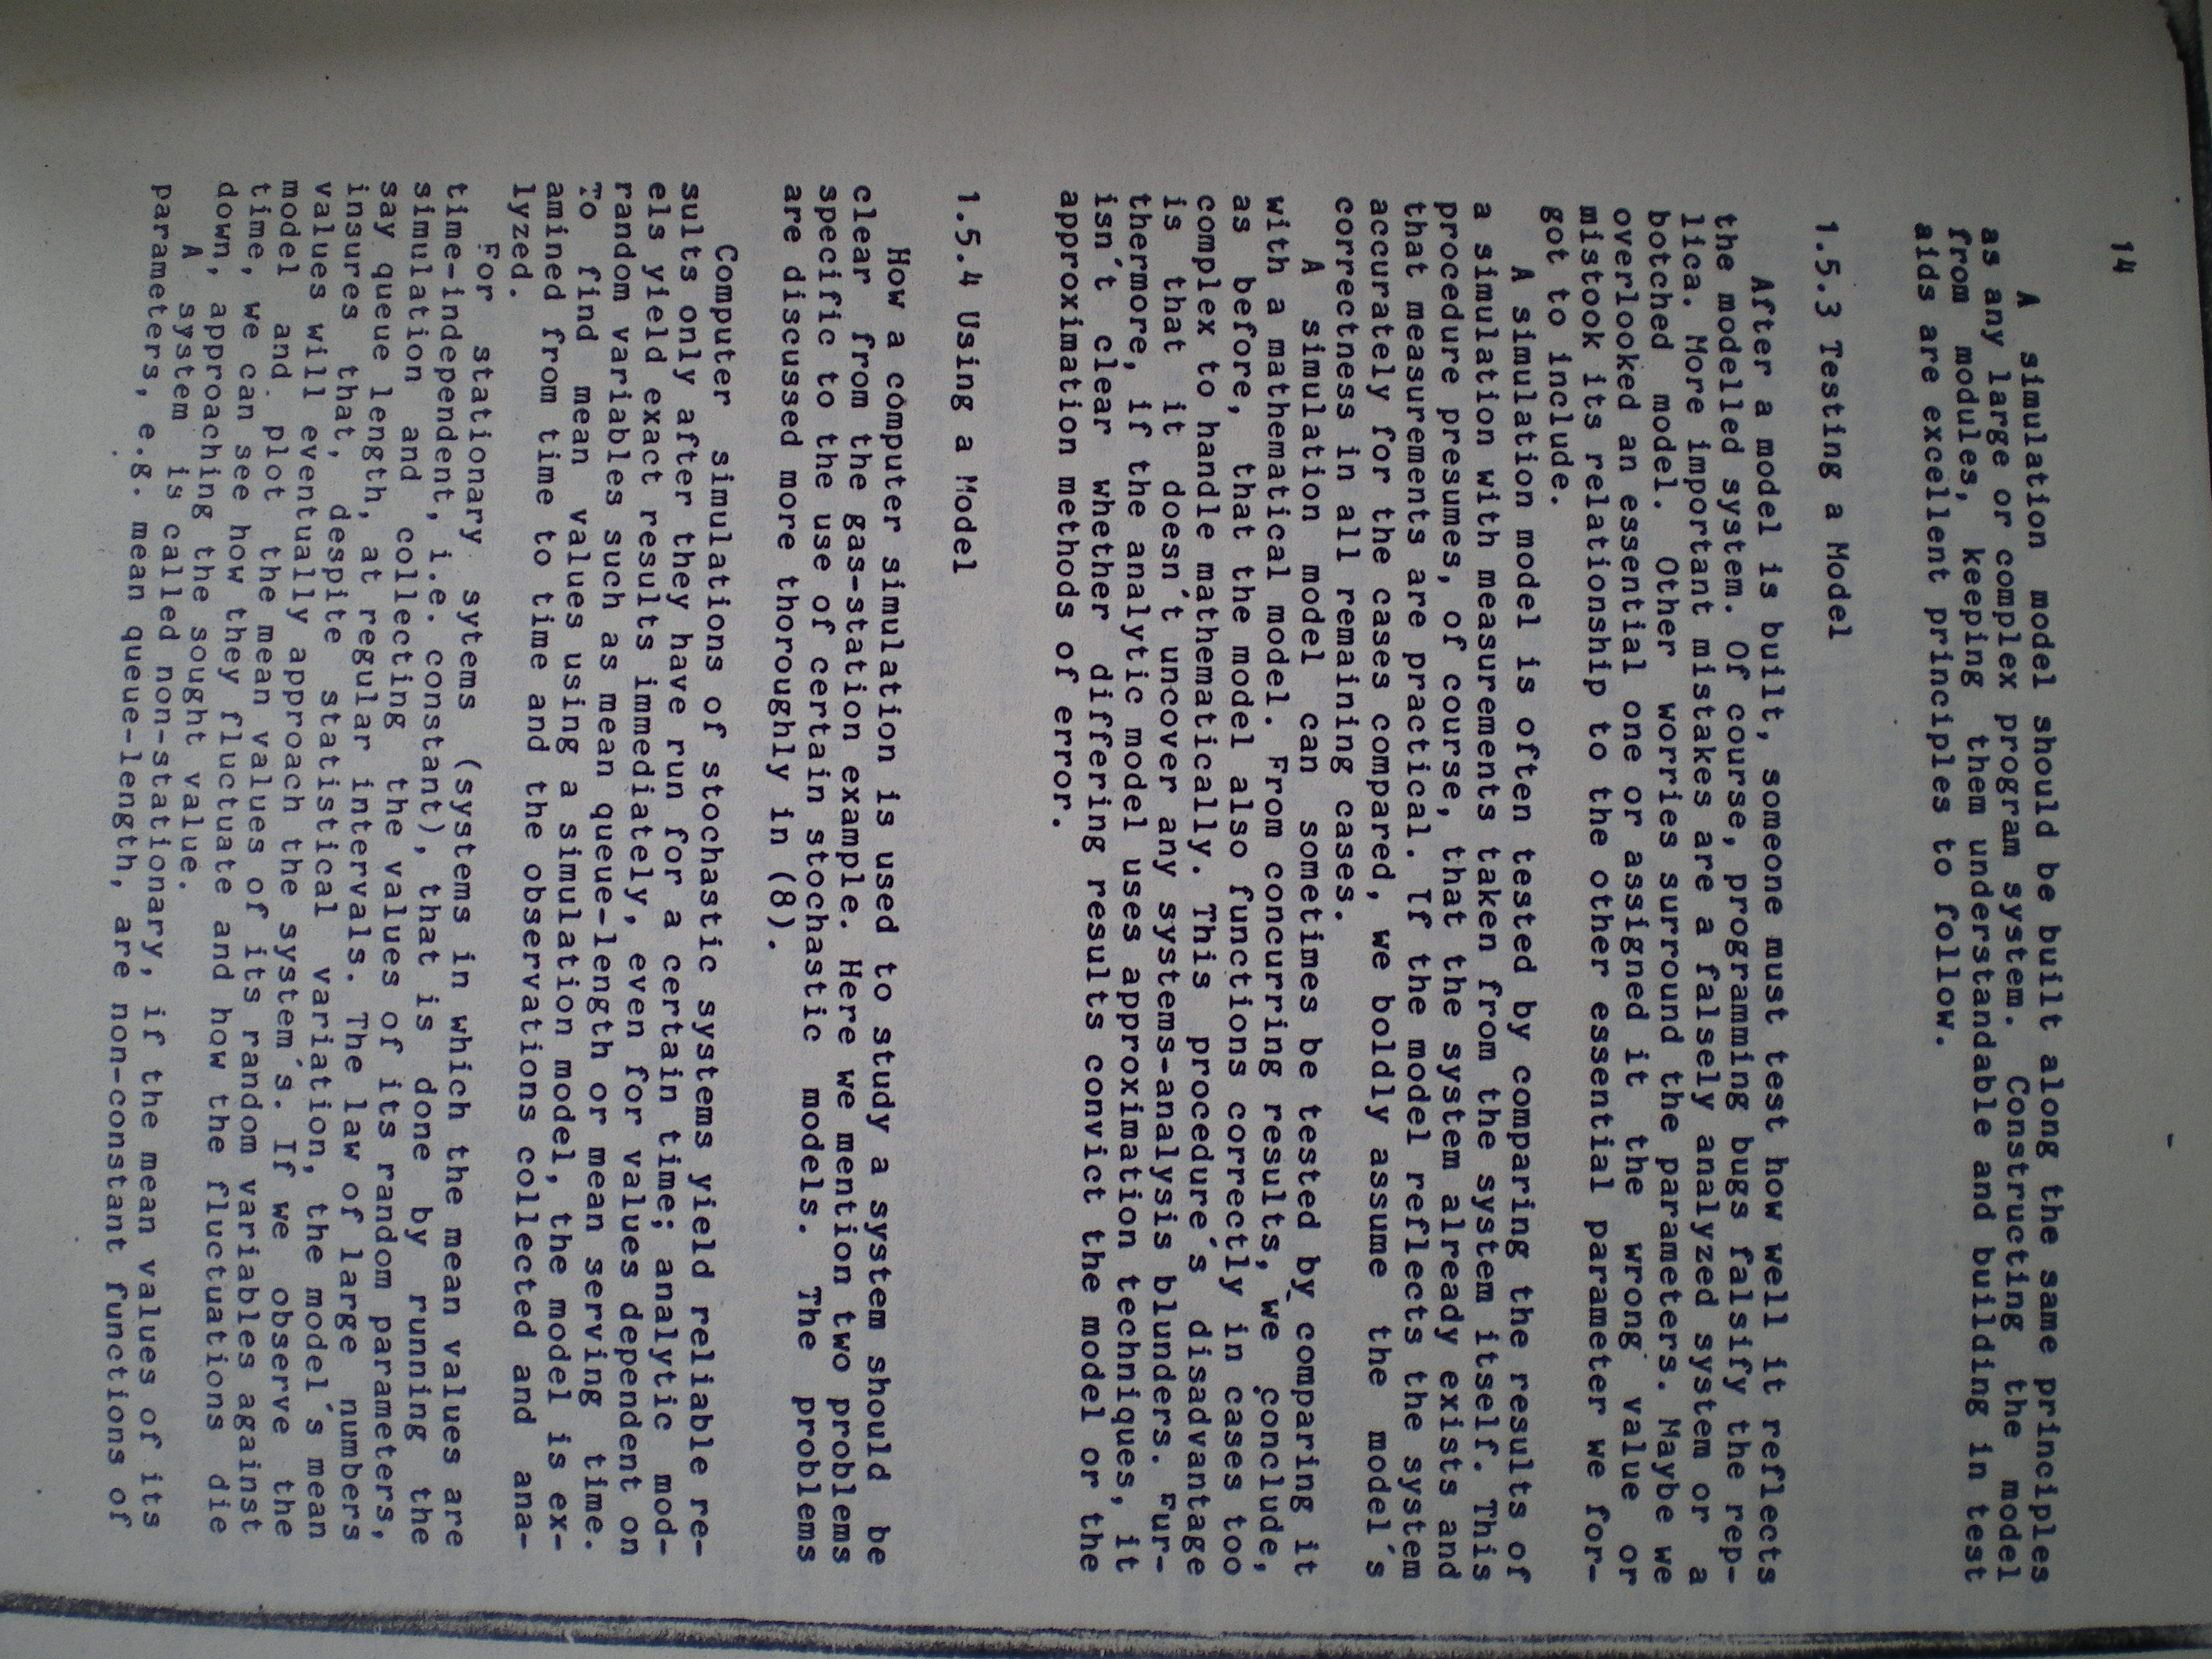 14
A simulation model should be built along the same principles
as any large or complex program system. Constructing the model
from modules, keeping them understandable and building in test
aids are excellent principles to follow.
1.5.3 Testing a Model
After a model is built, someone must test how well it reflects
the modelled system. Of course, programming bugs falsify the rep-
lica. More important mistakes are a falsely analyzed system or a
botched model. Other worries surround the parameters. Maybe we
overlooked an essential one or assigned it the wrong value or
mistook its relationship to the other essential parameter we for-
got to include.
A simulation model is often tested by comparing the results of
a simulation with measurements taken from the system itself. This
procedure presumes, of course, that the system already exists and
that measurements are practical. If the model reflects the system
accurately for the cases compared, we boldly assume the model´s
correctness in all remaining cases.
A simulation model can sometimes be tested by comparing it
with a mathematical model. From concurring results, we conclude,
as before, that the model also functions correctly in cases too
complex to handle mathematically. This procedure´s disadvantage
is that it doesn´t uncover any systems-analysis blunders. Fur-
thermore, if the analytic model uses approximation techniques, it
isn´t clear whether differing results convict the model or the
approximation methods of error.
1.5.4 Using a Model
How a computer simulation is used to study a system should be
clear from the gas-station example. Here we mention two problems
specific to the use of certain stochastic models. The problems
are discussed more thoroughly in (8).
Computer simulations of stochastic systems yield reliable re-
sults only after they have run for a certain time; analytic mod-
els yield exact results immediately, even for values dependent on
random variables such as mean queue-length or mean serving time.
To find mean values using a simulation model, the model is ex-
amined from time to time and the observations collected and ana-
lyzed.
For stationary sytems (systems in which the mean values are
time-independent, i.e. constant), that is done by running the
simulation and collecting the values of its random parameters,
say queue length, at regular intervals. The law of large numbers
insures that, despite statistical variation, the model´s mean
values will eventually approach the system´s. If we observe the
model and plot the mean values of its random variables against
time, we can see how they fluctuate and how the fluctuations die
down, approaching the sought value.
A system is called non-stationary, if the mean values of its
parameters, e.g. mean queue-length, are non-constant functions of